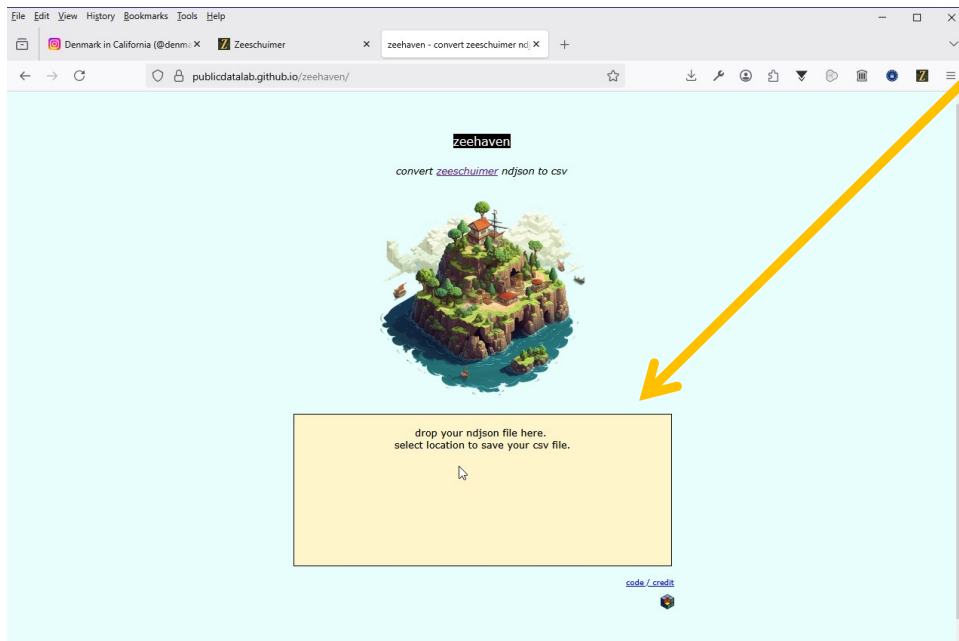 File Edit View History Bookmarks Tools Help
Denmark in California (@denma
Zeeschuimer
zeehaven - convert zeeschuimer nd
publicdatalab.github.io/zeehaven/
zeehaven
convert zeeschuimer ndjson to csv
drop your ndjson file here.
select location to save your csv file.
code / credit